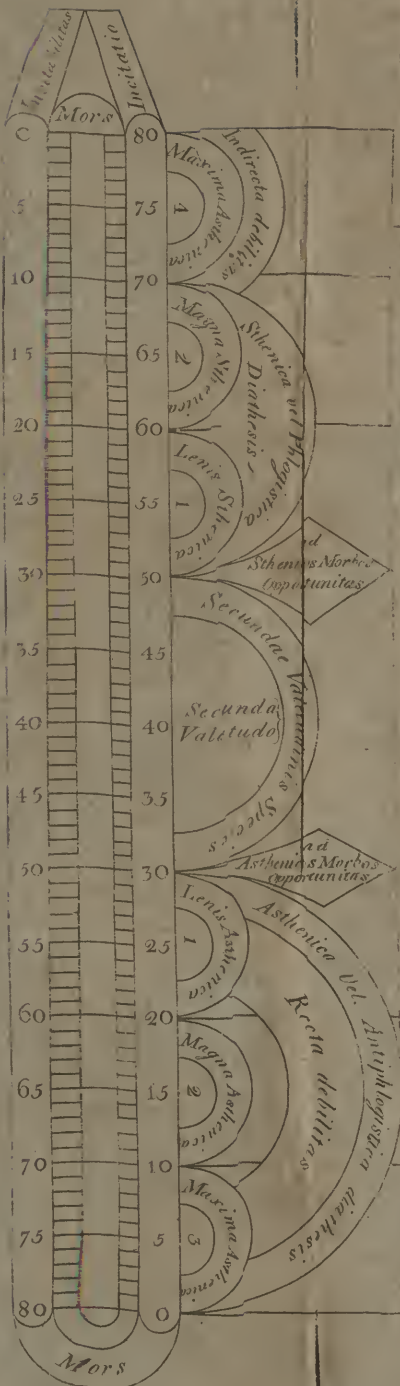 Incitabilitas
Incitatio
Mors
0
5
10
15
20
25
30
35
40
45
50
55
60
65
70
75
80
80
75
70
65
60
55
50
45
40
35
30
25
20
15
10
5
0
Maxima Asthenica
4
Indirecta debilitas
Magna Sthenica
2
Sthenica vel Phlogistica
Diathesis
Lenis Sthenica
1
ad
Sthenicos Morbos
Opportunitas
Secundae Valetudinis Species
Secunda
Valetudo
ad
Asthenicos Morbos
Opportunitas
Lenis Asthenica
1
Asthenica Vel. Antiphlogistica diathesis
Recta debilitas
Magna Asthenica
2
Maxima Asthenica
3
Mors